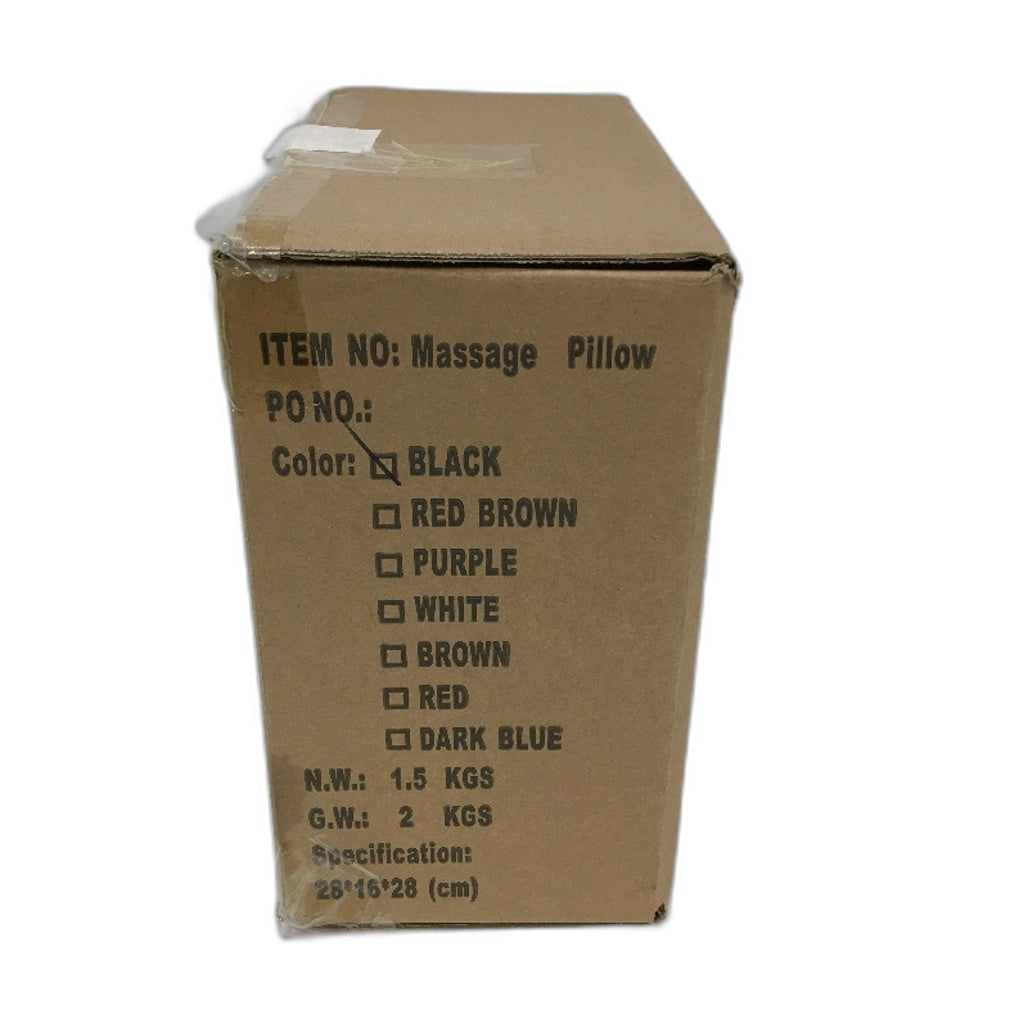 ITEM NO: Massage Pillow
PO NO.:
Color: ☐ BLACK
☐ RED BROWN
☐ PURPLE
☐ WHITE
☐ BROWN
☐ RED
☐ DARK BLUE
N.W.: 1.5 KGS
G.W.: 2 KGS
Specification:
28*16*28 (cm)